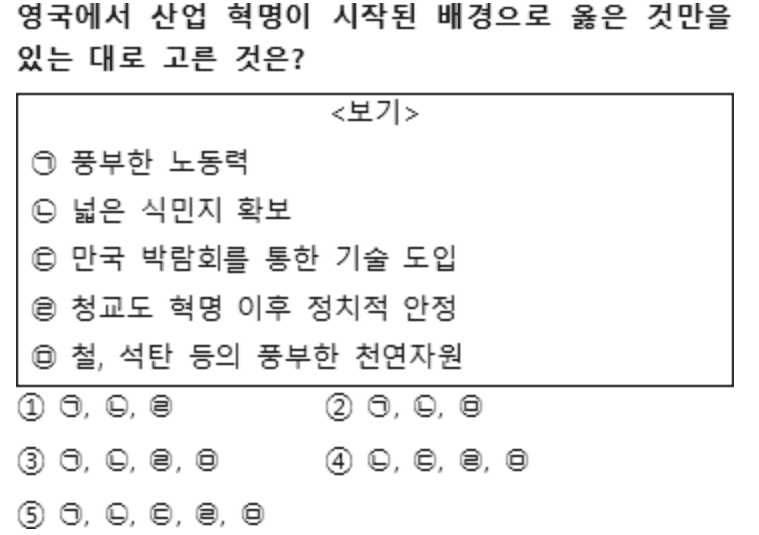 영국에서 산업 혁명이 시작된 배경으로 옳은 것만을
있는 대로 고른 것은?
<보기>
㉠ 풍부한 노동력
㉡ 넓은 식민지 확보
㉢ 만국 박람회를 통한 기술 도입
㉣ 청교도 혁명 이후 정치적 안정
㉤ 철, 석탄 등의 풍부한 천연자원
① ㉠, ㉡, ㉣ ② ㉠, ㉡, ㉤
③ ㉠, ㉡, ㉣, ㉤ ④ ㉡, ㉢, ㉣, ㉤
⑤ ㉠, ㉡, ㉢, ㉣, ㉤